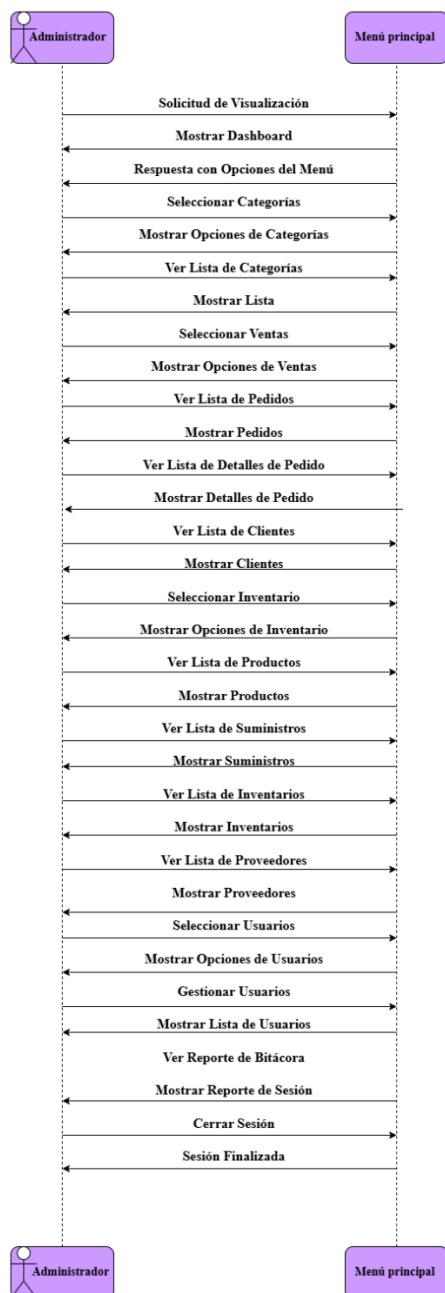 Administrador
Menú principal
Solicitud de Visualización
Mostrar Dashboard
Respuesta con Opciones del Menú
Seleccionar Categorías
Mostrar Opciones de Categorías
Ver Lista de Categorías
Mostrar Lista
Seleccionar Ventas
Mostrar Opciones de Ventas
Ver Lista de Pedidos
Mostrar Pedidos
Ver Lista de Detalles de Pedido
Mostrar Detalles de Pedido
Ver Lista de Clientes
Mostrar Clientes
Seleccionar Inventario
Mostrar Opciones de Inventario
Ver Lista de Productos
Mostrar Productos
Ver Lista de Suministros
Mostrar Suministros
Ver Lista de Inventarios
Mostrar Inventarios
Ver Lista de Proveedores
Mostrar Proveedores
Seleccionar Usuarios
Mostrar Opciones de Usuarios
Gestionar Usuarios
Mostrar Lista de Usuarios
Ver Reporte de Bitácora
Mostrar Reporte de Sesión
Cerrar Sesión
Sesión Finalizada
Administrador
Menú principal